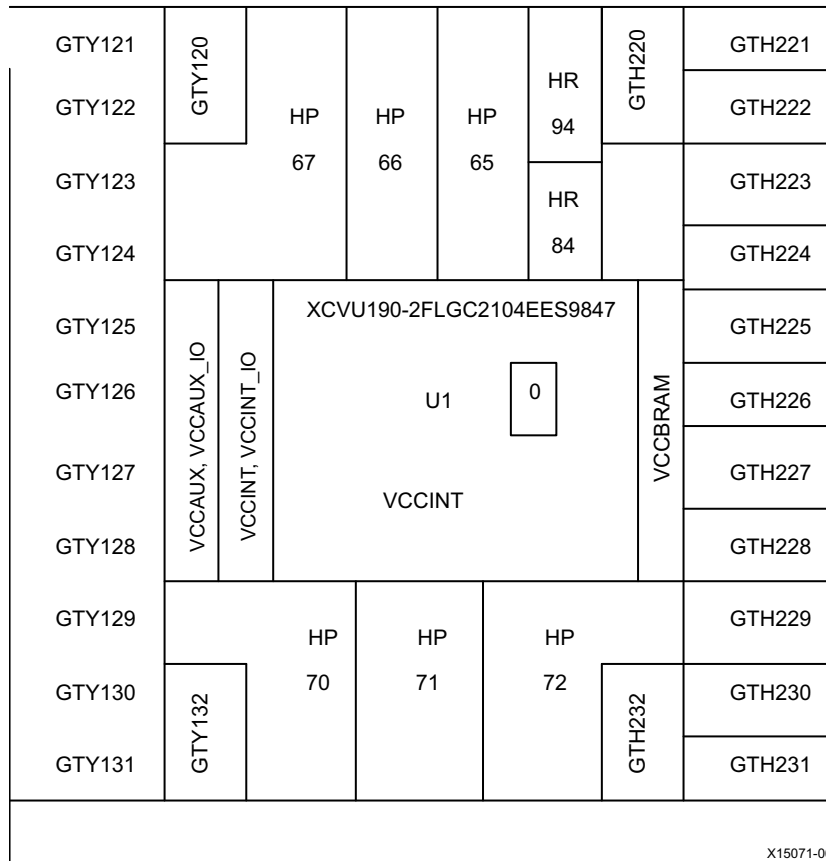 GTY121
GTY120
GTH220
GTH221
GTY122
HP
67
HP
66
HP
65
HR
94
GTH222
GTY123
HR
84
GTH223
GTY124
GTH224
XCVU190-2FLGC2104EES9847
GTY125
VCCAUX, VCCAUX_IO
VCCINT, VCCINT_IO
GTH225
GTY126
U1
0
VCCBRAM
GTH226
GTY127
VCCINT
GTH227
GTY128
GTH228
GTY129
HP
70
HP
71
HP
72
GTH229
GTY130
GTY132
GTH232
GTH230
GTY131
GTH231